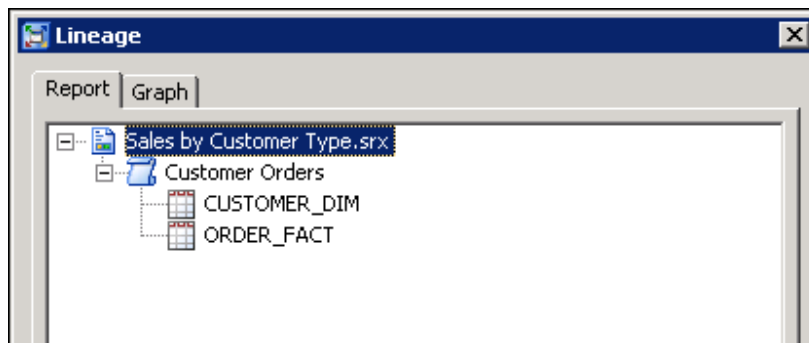 Lineage
Report Graph
Sales by Customer Type.srx
Customer Orders
CUSTOMER_DIM
ORDER_FACT